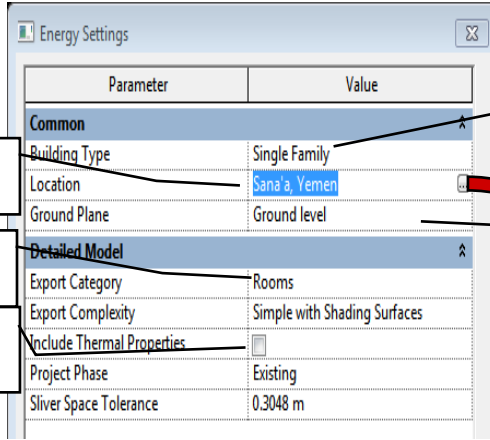 Energy Settings
Parameter Value
Common
Building Type Single Family
Location Sana'a, Yemen
Ground Plane Ground level
Detailed Model
Export Category Rooms
Export Complexity Simple with Shading Surfaces
Include Thermal Properties
Project Phase Existing
Sliver Space Tolerance 0.3048 m